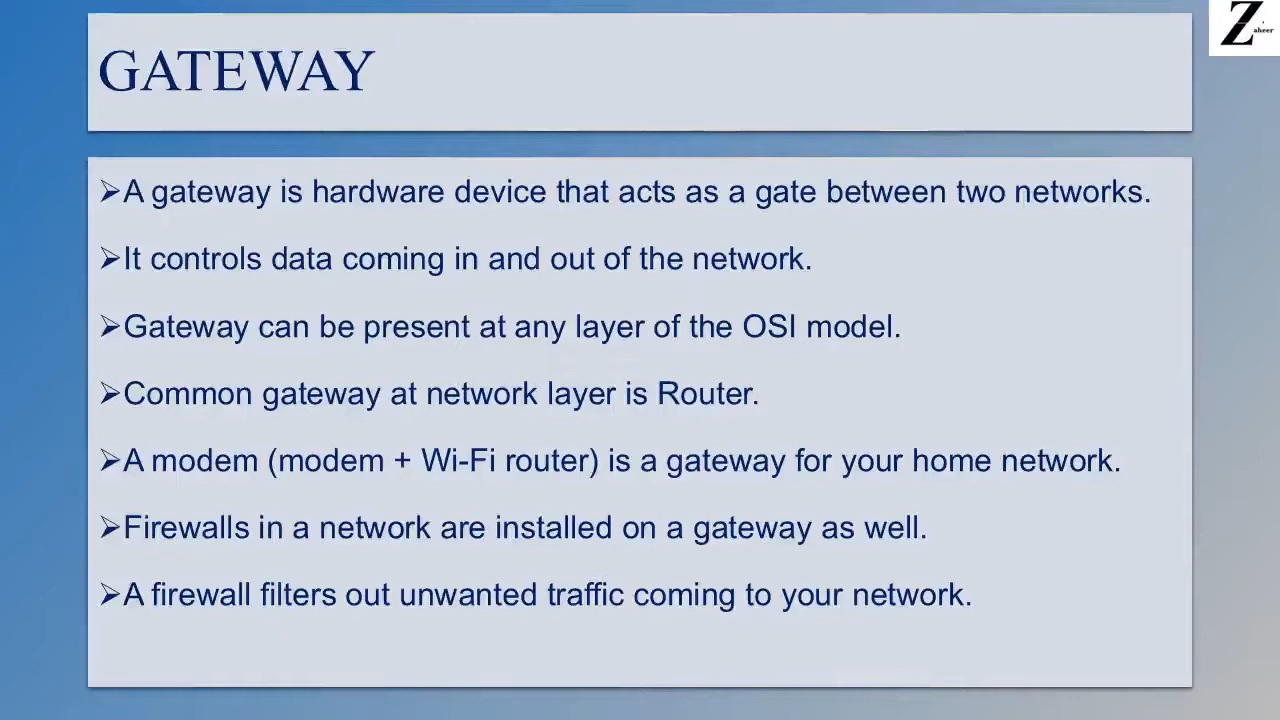 Z
aheer
GATEWAY
➢A gateway is hardware device that acts as a gate between two networks.
➢It controls data coming in and out of the network.
➢Gateway can be present at any layer of the OSI model.
➢Common gateway at network layer is Router.
➢A modem (modem + Wi-Fi router) is a gateway for your home network.
➢Firewalls in a network are installed on a gateway as well.
➢A firewall filters out unwanted traffic coming to your network.